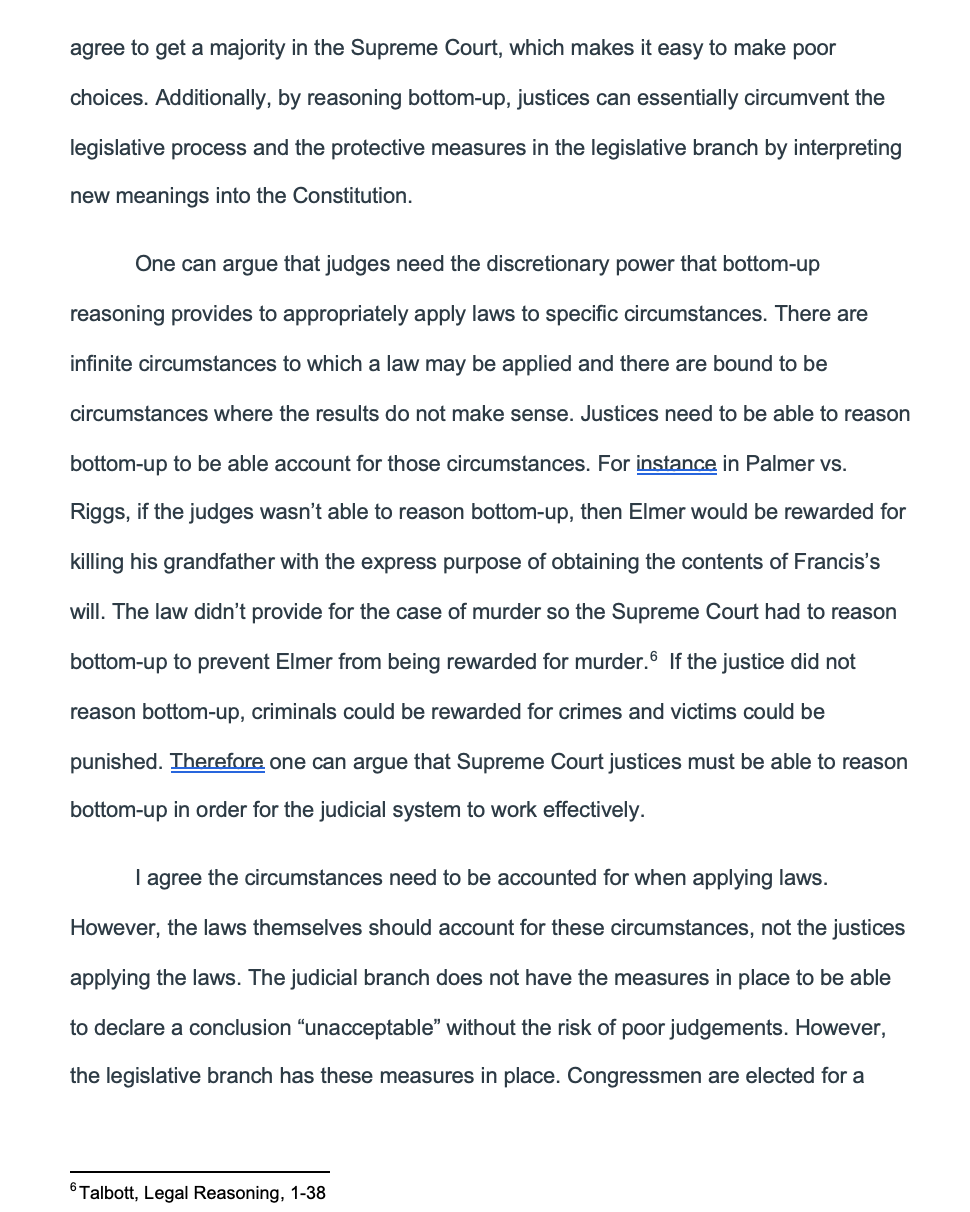 agree to get a majority in the Supreme Court, which makes it easy to make poor
choices. Additionally, by reasoning bottom-up, justices can essentially circumvent the
legislative process and the protective measures in the legislative branch by interpreting
new meanings into the Constitution.
One can argue that judges need the discretionary power that bottom-up
reasoning provides to appropriately apply laws to specific circumstances. There are
infinite circumstances to which a law may be applied and there are bound to be
circumstances where the results do not make sense. Justices need to be able to reason
bottom-up to be able account for those circumstances. For instance in Palmer vs.
Riggs, if the judges wasn’t able to reason bottom-up, then Elmer would be rewarded for
killing his grandfather with the express purpose of obtaining the contents of Francis’s
will. The law didn’t provide for the case of murder so the Supreme Court had to reason
bottom-up to prevent Elmer from being rewarded for murder.⁶  If the justice did not
reason bottom-up, criminals could be rewarded for crimes and victims could be
punished. Therefore one can argue that Supreme Court justices must be able to reason
bottom-up in order for the judicial system to work effectively.
I agree the circumstances need to be accounted for when applying laws.
However, the laws themselves should account for these circumstances, not the justices
applying the laws. The judicial branch does not have the measures in place to be able
to declare a conclusion “unacceptable” without the risk of poor judgements. However,
the legislative branch has these measures in place. Congressmen are elected for a
⁶ Talbott, Legal Reasoning, 1-38